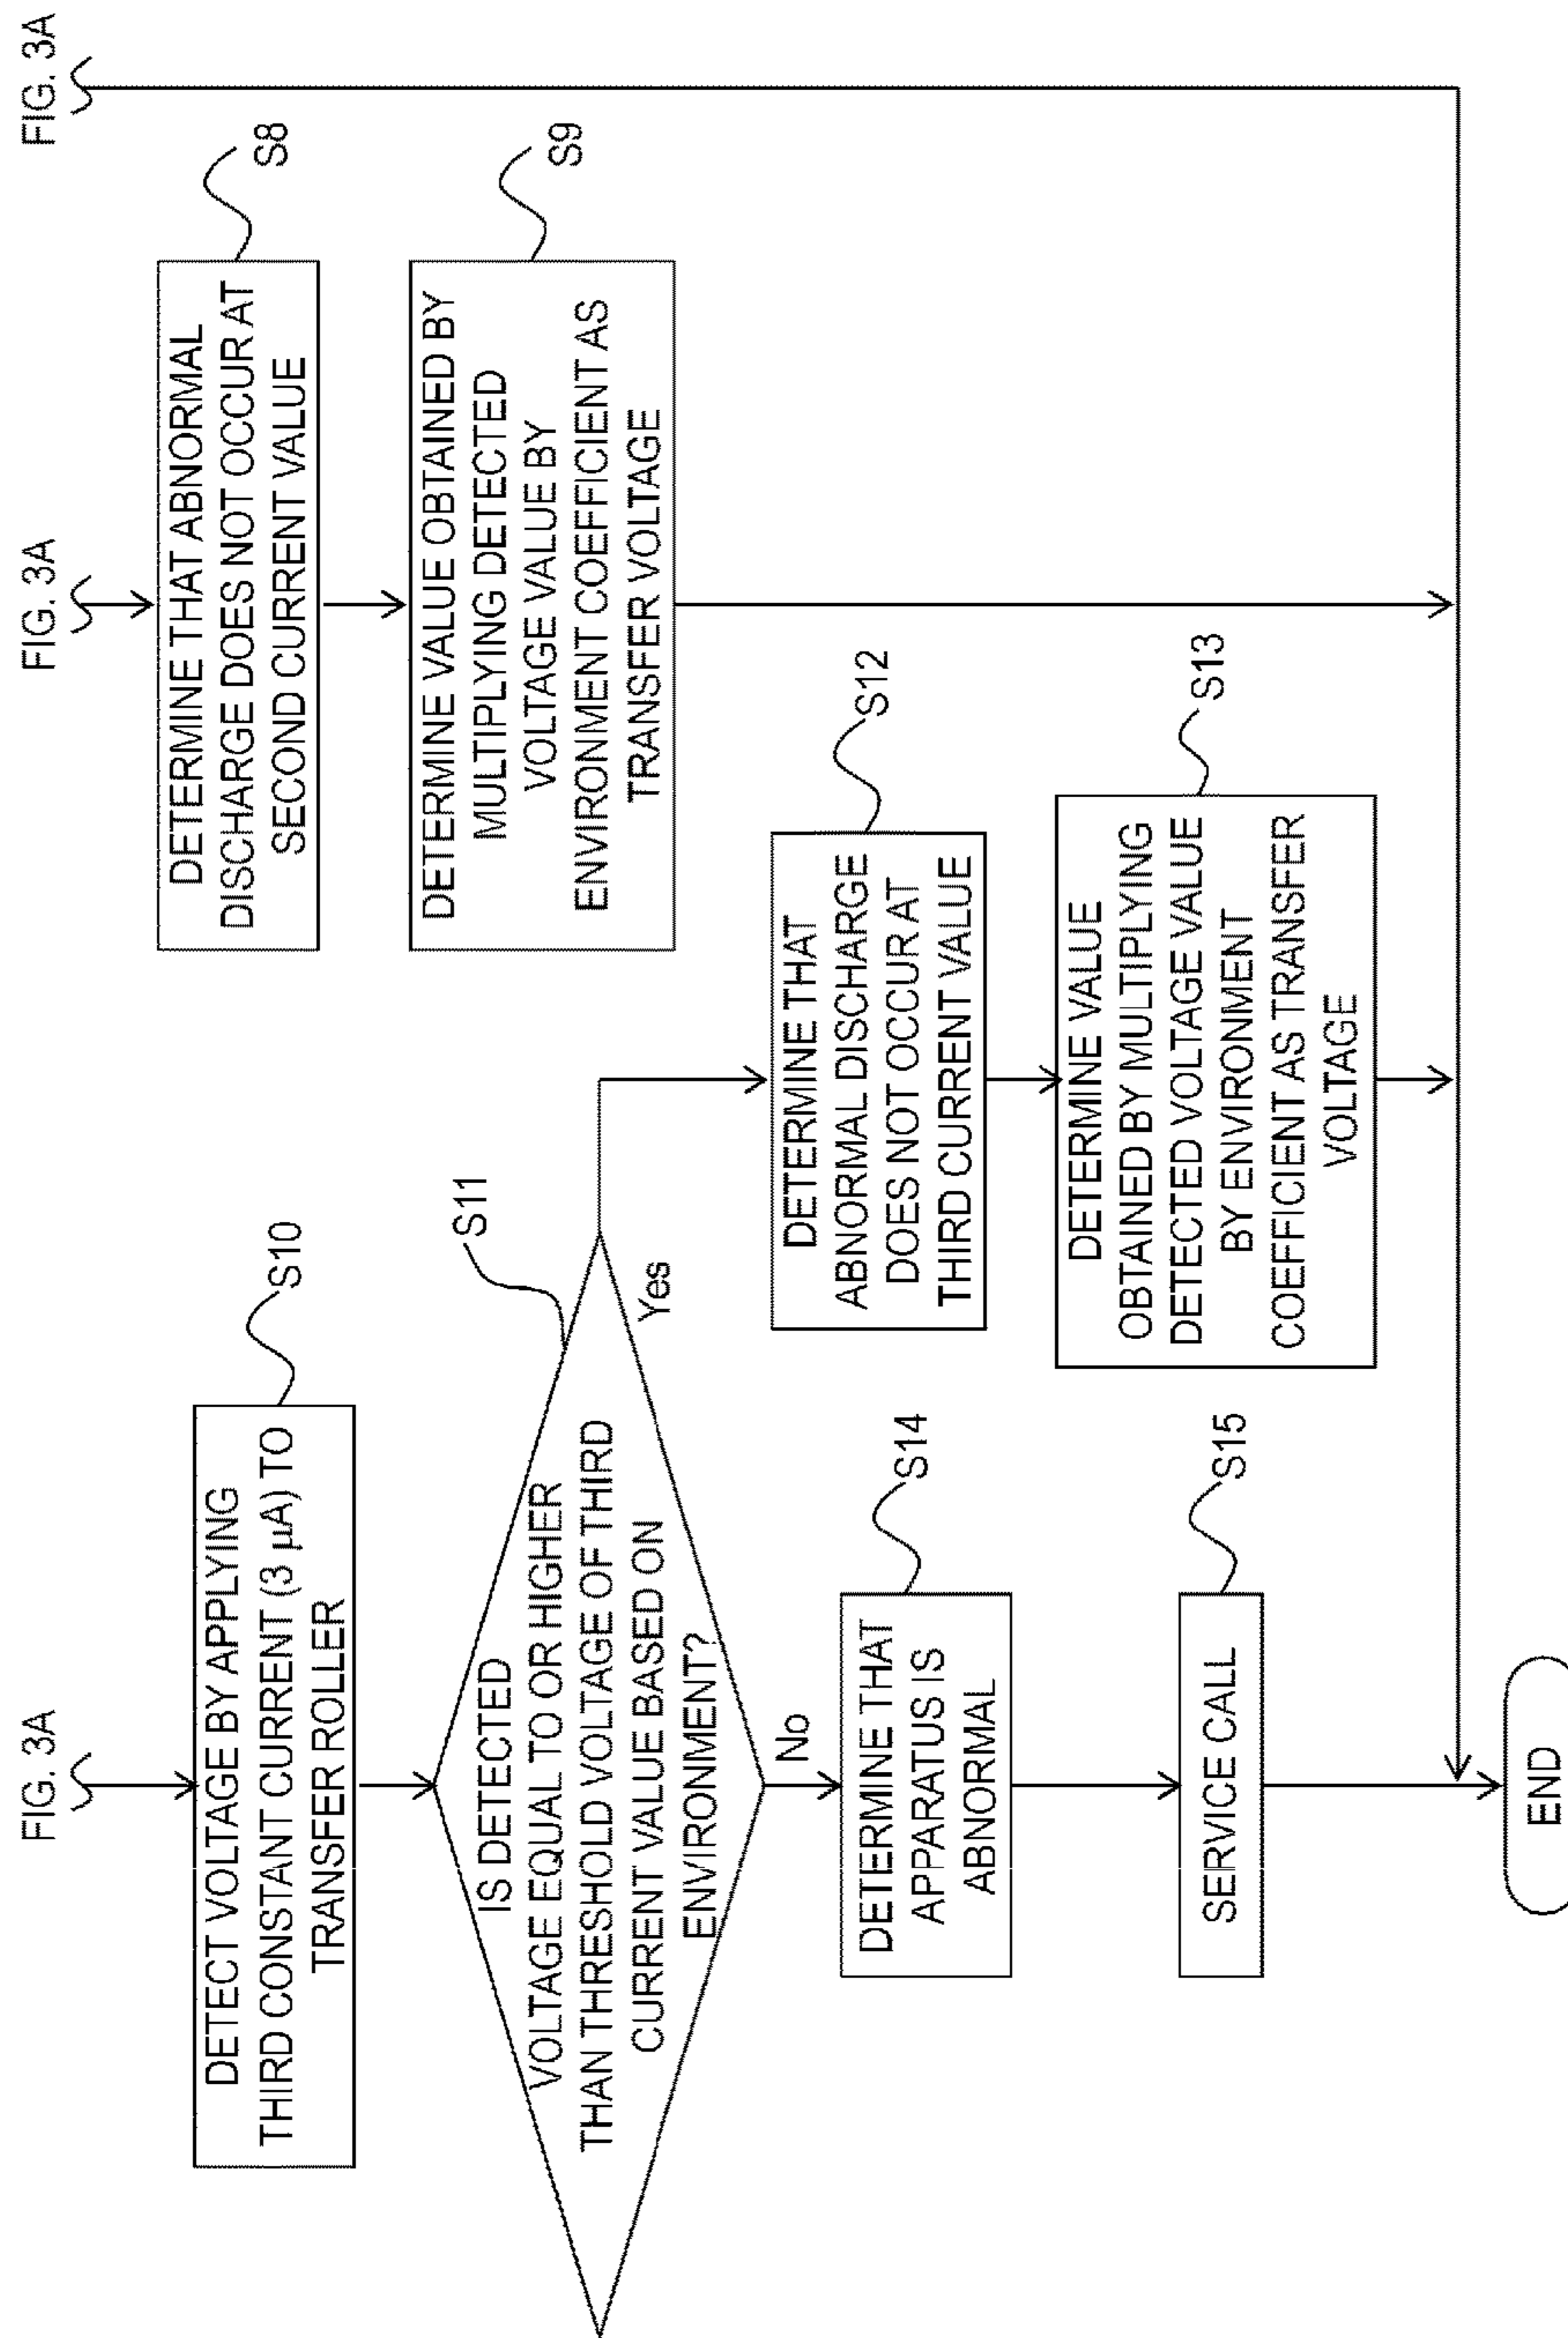 FIG. 3A
DETECT VOLTAGE BY APPLYING
THIRD CONSTANT CURRENT (3 μA) TO
TRANSFER ROLLER
S10
IS DETECTED
VOLTAGE EQUAL TO OR HIGHER
THAN THRESHOLD VOLTAGE OF THIRD
CURRENT VALUE BASED ON
ENVIRONMENT?
S11
Yes
No
DETERMINE THAT
APPARATUS IS
ABNORMAL
S14
SERVICE CALL
S15
END
DETERMINE THAT
ABNORMAL DISCHARGE
DOES NOT OCCUR AT
THIRD CURRENT VALUE
S12
DETERMINE VALUE
OBTAINED BY MULTIPLYING
DETECTED VOLTAGE VALUE
BY ENVIRONMENT
COEFFICIENT AS TRANSFER
VOLTAGE
S13
FIG. 3A
DETERMINE THAT ABNORMAL
DISCHARGE DOES NOT OCCUR AT
SECOND CURRENT VALUE
S8
DETERMINE VALUE OBTAINED BY
MULTIPLYING DETECTED
VOLTAGE VALUE BY
ENVIRONMENT COEFFICIENT AS
TRANSFER VOLTAGE
S9
FIG. 3A